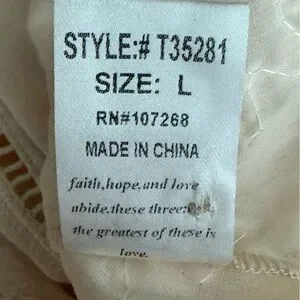 STYLE:# T35281
SIZE: L
RN#107268
MADE IN CHINA
faith,hope,and love
abide,these three:
the greatest of these is
love.